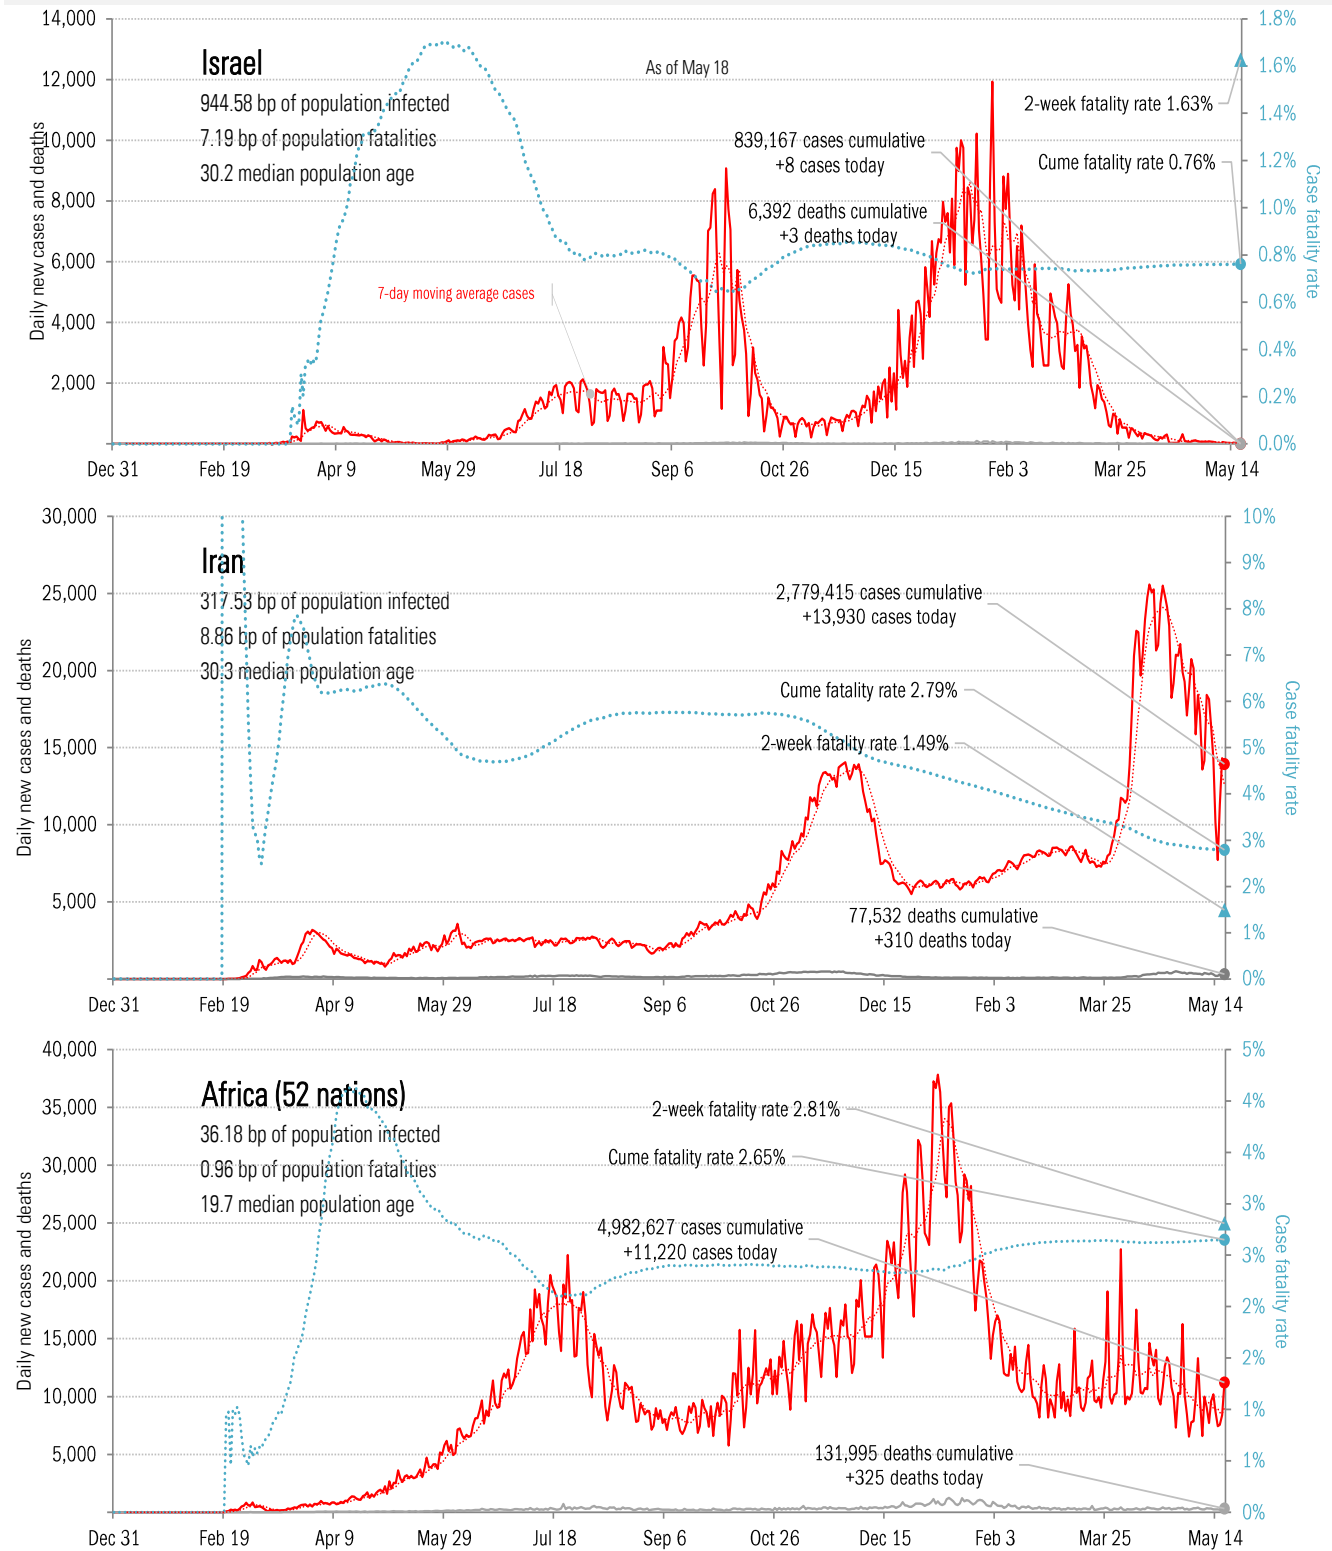 14,000
12,000
10,000
8,000
6,000
4,000
2,000
Daily new cases and deaths
Israel
944.58 bp of population infected
7.19 bp of population fatalities
30.2 median population age
As of May 18
7-day moving average cases
839,167 cases cumulative
+8 cases today
6,392 deaths cumulative
+3 deaths today
2-week fatality rate 1.63%
Cume fatality rate 0.76%
1.8%
1.6%
1.4%
1.2%
1.0%
0.8%
0.6%
0.4%
0.2%
0.0%
Case fatality rate
Dec 31 Feb 19 Apr 9 May 29 Jul 18 Sep 6 Oct 26 Dec 15 Feb 3 Mar 25 May 14
30,000
25,000
20,000
15,000
10,000
5,000
Daily new cases and deaths
Iran
317.53 bp of population infected
8.86 bp of population fatalities
30.3 median population age
2,779,415 cases cumulative
+13,930 cases today
Cume fatality rate 2.79%
2-week fatality rate 1.49%
77,532 deaths cumulative
+310 deaths today
10%
9%
8%
7%
6%
5%
4%
3%
2%
1%
0%
Case fatality rate
Dec 31 Feb 19 Apr 9 May 29 Jul 18 Sep 6 Oct 26 Dec 15 Feb 3 Mar 25 May 14
40,000
35,000
30,000
25,000
20,000
15,000
10,000
5,000
Daily new cases and deaths
Africa (52 nations)
36.18 bp of population infected
0.96 bp of population fatalities
19.7 median population age
2-week fatality rate 2.81%
Cume fatality rate 2.65%
4,982,627 cases cumulative
+11,220 cases today
131,995 deaths cumulative
+325 deaths today
5%
4%
4%
3%
3%
2%
2%
1%
1%
0%
Case fatality rate
Dec 31 Feb 19 Apr 9 May 29 Jul 18 Sep 6 Oct 26 Dec 15 Feb 3 Mar 25 May 14